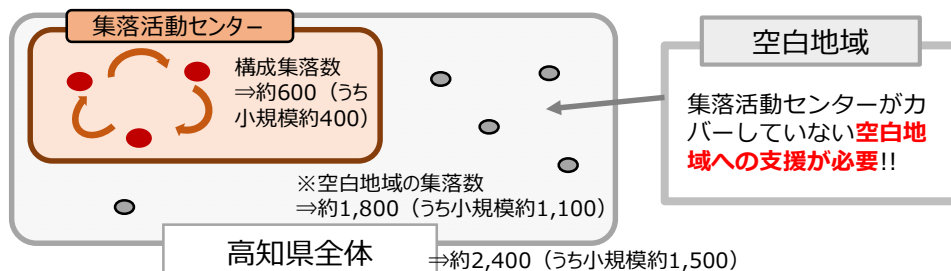 集落活動センター
構成集落数
⇒約600（うち
小規模約400）
※空白地域の集落数
⇒約1,800（うち小規模約1,100）
高知県全体
⇒約2,400（うち小規模約1,500）
空白地域
集落活動センターがカ
バーしていない空白地
域への支援が必要!!